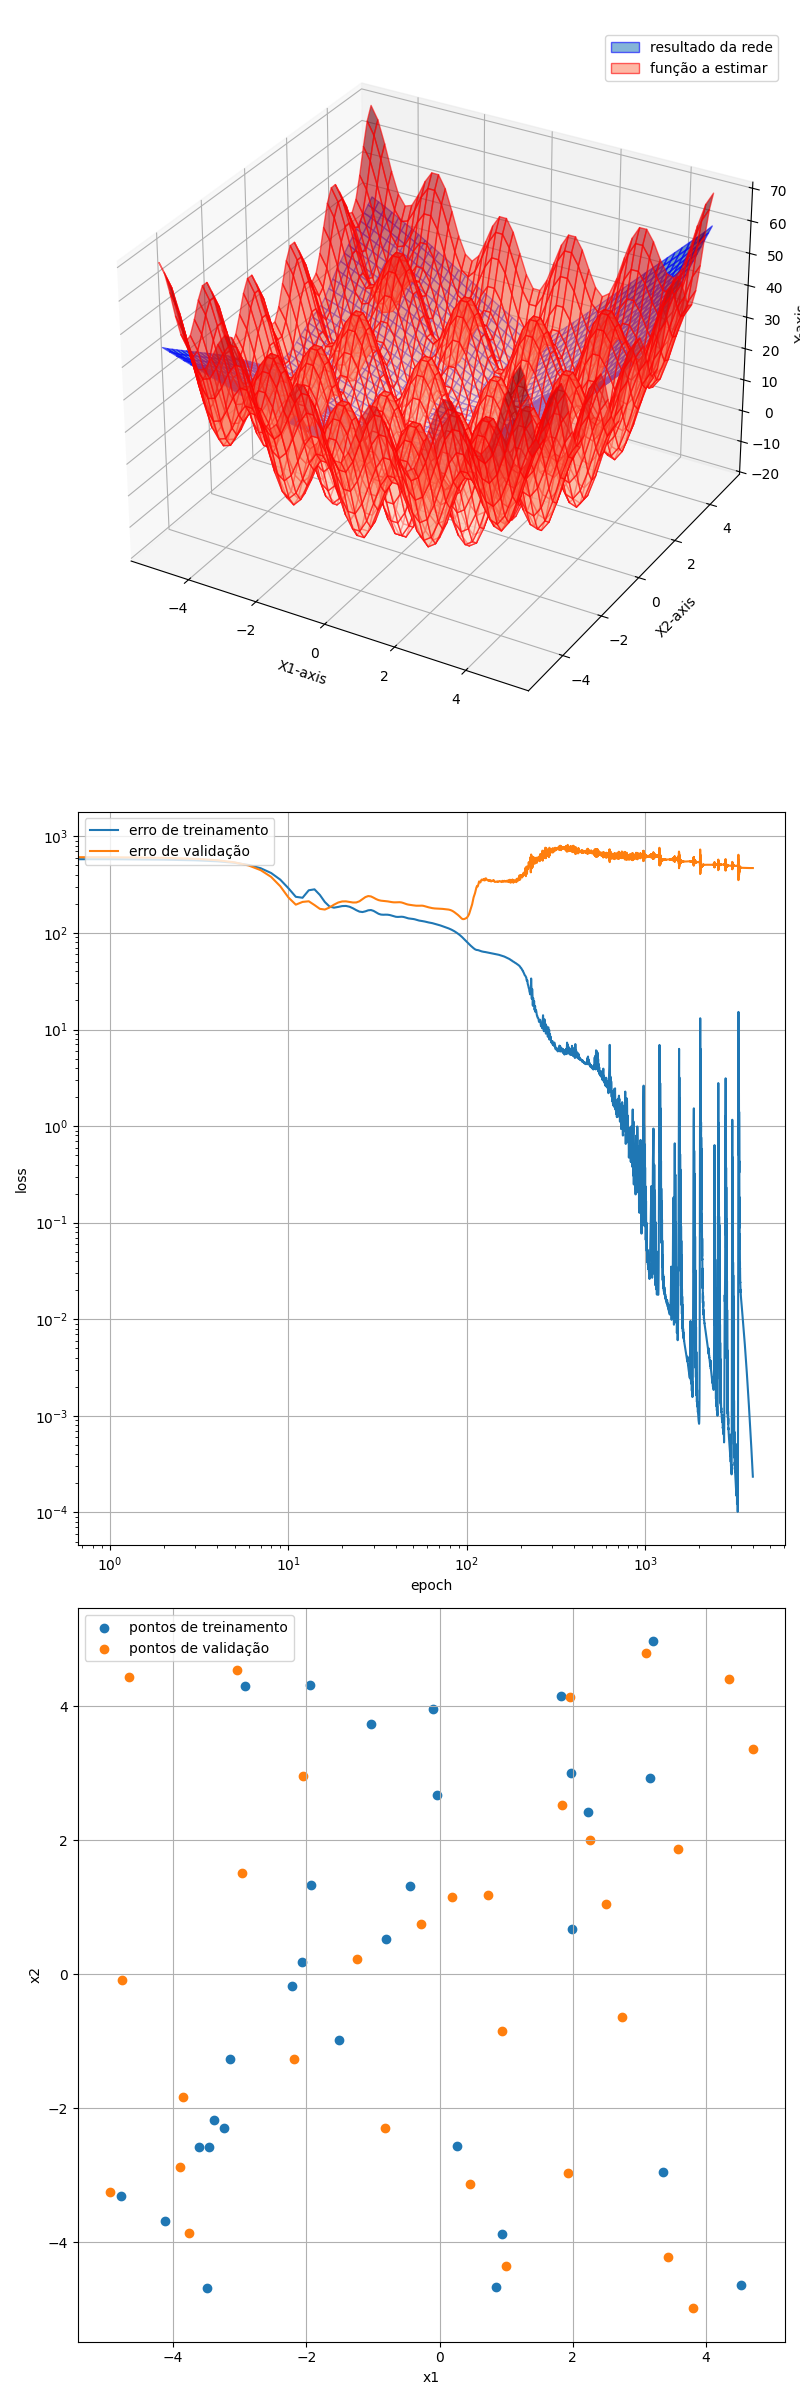 resultado da rede
função a estimar
70
60
50
40
30
20
10
0
−10
−20
−4
−2
0
2
4
X1-axis
−4
−2
0
2
4
X2-axis
erro de treinamento
erro de validação
10³
10²
10¹
10⁰
10⁻¹
10⁻²
10⁻³
10⁻⁴
loss
10⁰ 10¹ 10² 10³
epoch
pontos de treinamento
pontos de validação
4
2
0
−2
−4
x2
−4 −2 0 2 4
x1